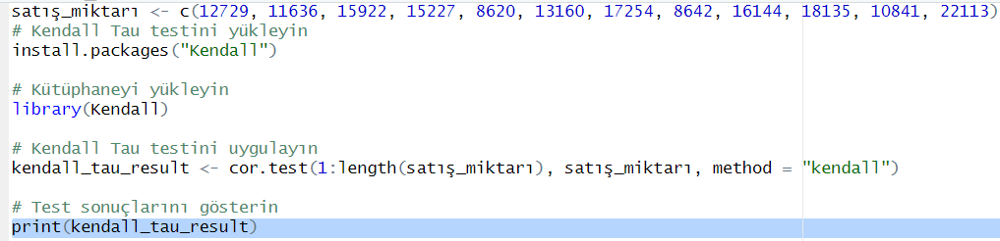 satış_miktarı <- c(12729, 11636, 15922, 15227, 8620, 13160, 17254, 8642, 16144, 18135, 10841, 22113)
# Kendall Tau testini yükleyin
install.packages("Kendall")
# Kütüphaneyi yükleyin
library(Kendall)
# Kendall Tau testini uygulayın
kendall_tau_result <- cor.test(1:length(satış_miktarı), satış_miktarı, method = "kendall")
# Test sonuçlarını gösterin
print(kendall_tau_result)